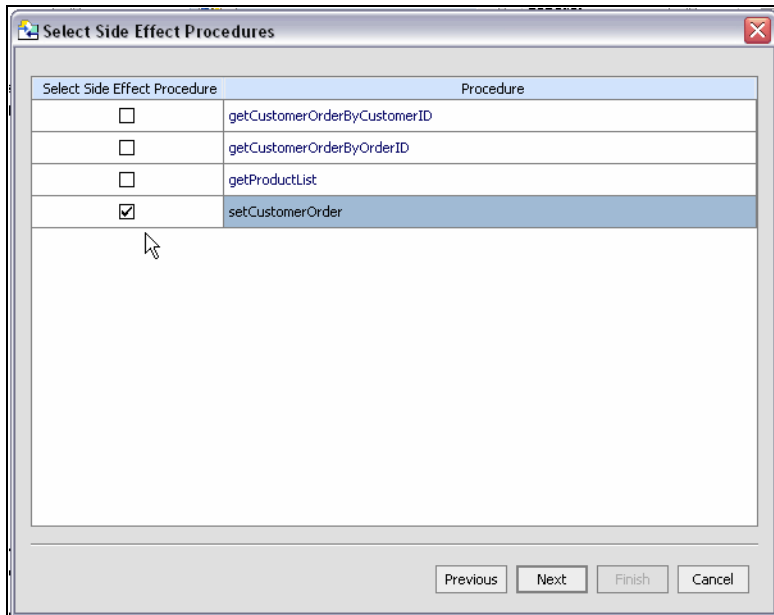 Select Side Effect Procedures
Select Side Effect Procedure Procedure
getCustomerOrderByCustomerID
getCustomerOrderByOrderID
getProductList
setCustomerOrder
Previous Next Finish Cancel